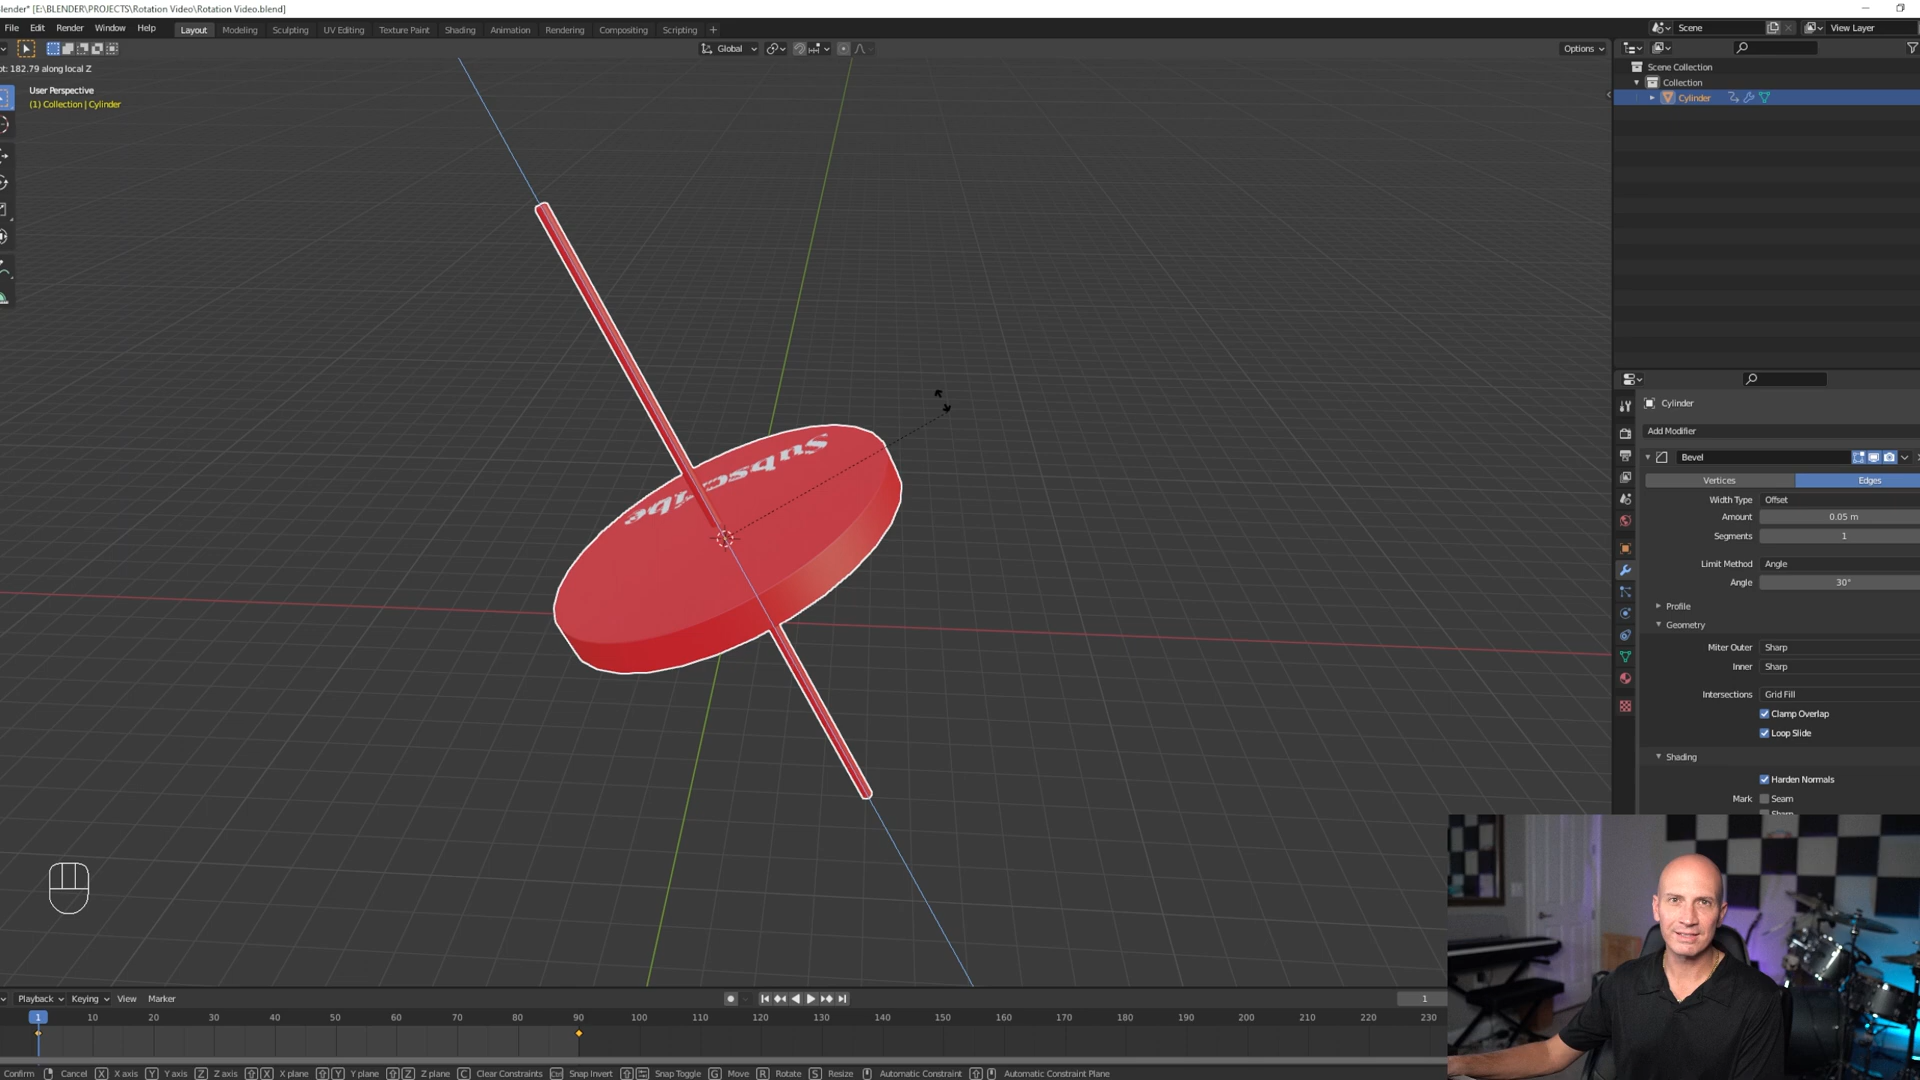 lender* [E:\BLENDER\PROJECTS\Rotation Video\Rotation Video.blend]
File Edit Render Window Help Layout Modeling Sculpting UV Editing Texture Paint Shading Animation Rendering Compositing Scripting + Scene View Layer
Global Options
ot: 182.79 along local Z
User Perspective
(1) Collection | Cylinder
Scene Collection
Collection
Cylinder
Subscribe
Cylinder
Add Modifier
Bevel
Vertices Edges
Width Type Offset
Amount 0.05 m
Segments 1
Limit Method Angle
Angle 30°
Profile
Geometry
Miter Outer Sharp
Inner Sharp
Intersections Grid Fill
Clamp Overlap
Loop Slide
Shading
Harden Normals
Mark Seam
Playback Keying View Marker 1
1 10 20 30 40 50 60 70 80 90 100 110 120 130 140 150 160 170 180 190 200 210 220 230
Confirm Cancel X X axis Y Y axis Z Z axis X X plane Y Y plane Z Z plane C Clear Constraints Ctrl Snap Invert Snap Toggle G Move R Rotate S Resize Automatic Constraint Automatic Constraint Plane